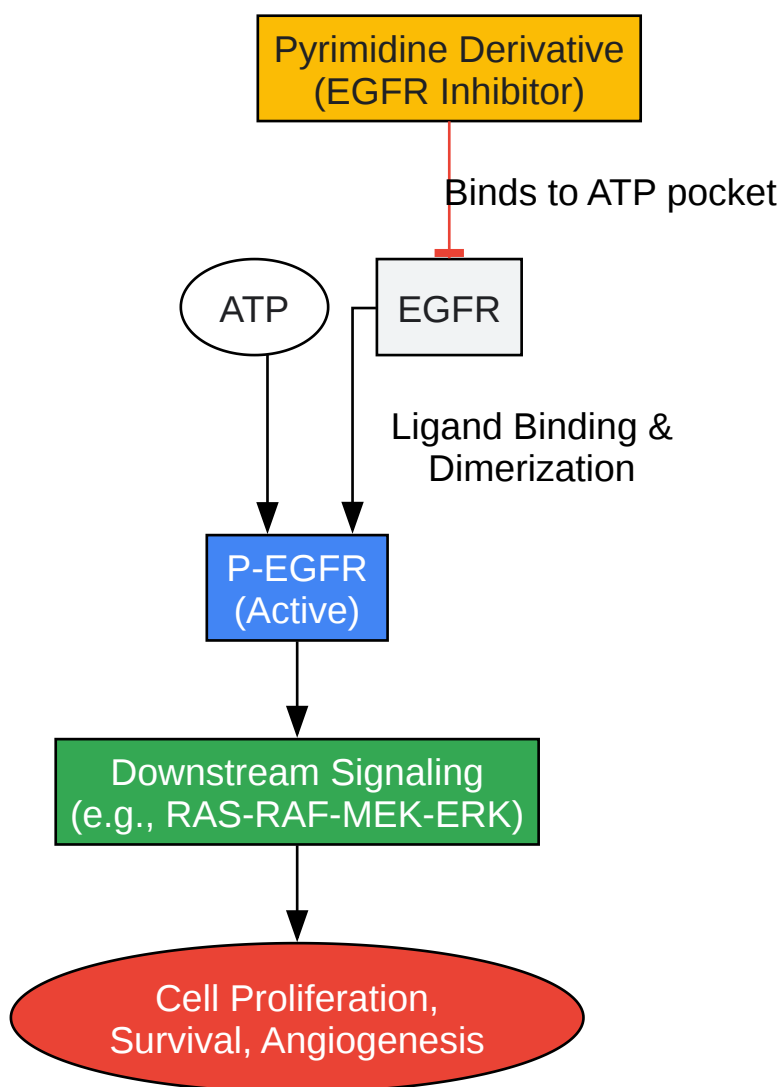 Pyrimidine Derivative
(EGFR Inhibitor)
Binds to ATP pocket
ATP
EGFR
Ligand Binding &
Dimerization
P-EGFR
(Active)
Downstream Signaling
(e.g., RAS-RAF-MEK-ERK)
Cell Proliferation,
Survival, Angiogenesis